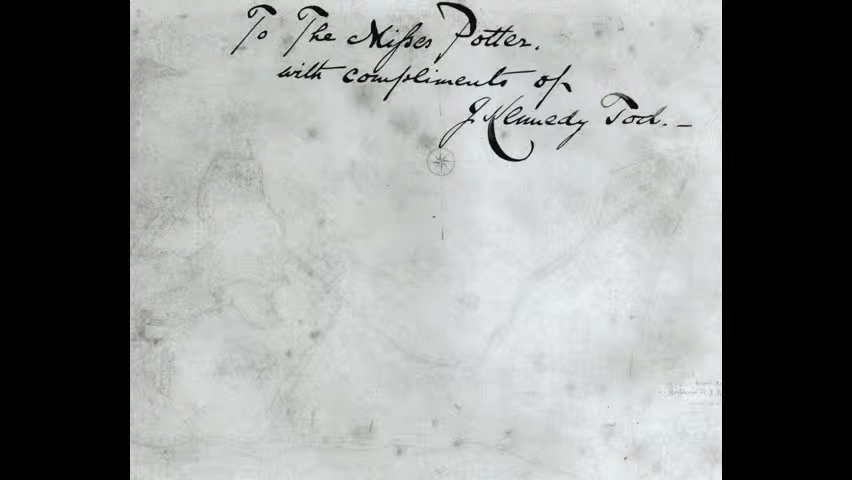 To The Miſses Potter.
with compliments of
J. Kennedy Tod. —